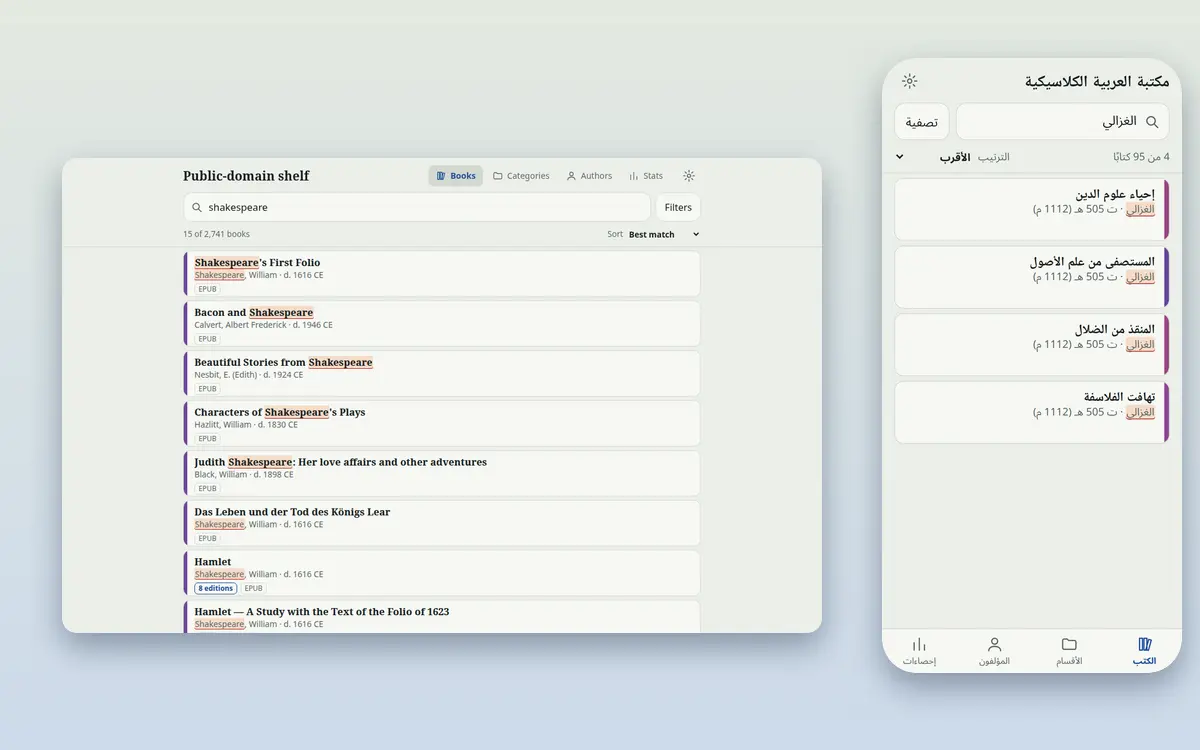 Public-domain shelf
Books Categories Authors Stats
shakespeare
Filters
15 of 2,741 books
Sort Best match
Shakespeare's First Folio
Shakespeare, William · d. 1616 CE
EPUB
Bacon and Shakespeare
Calvert, Albert Frederick · d. 1946 CE
EPUB
Beautiful Stories from Shakespeare
Nesbit, E. (Edith) · d. 1924 CE
EPUB
Characters of Shakespeare's Plays
Hazlitt, William · d. 1830 CE
EPUB
Judith Shakespeare: Her love affairs and other adventures
Black, William · d. 1898 CE
EPUB
Das Leben und der Tod des Königs Lear
Shakespeare, William · d. 1616 CE
EPUB
Hamlet
Shakespeare, William · d. 1616 CE
8 editions EPUB
Hamlet — A Study with the Text of the Folio of 1623
Shakespeare, William · d. 1616 CE
مكتبة العربية الكلاسيكية
الغزالي
تصفية
4 من 95 كتابًا
الترتيب الأقرب
إحياء علوم الدين
الغزالي · ت 505 هـ (1112 م)
المستصفى من علم الأصول
الغزالي · ت 505 هـ (1112 م)
المنقذ من الضلال
الغزالي · ت 505 هـ (1112 م)
تهافت الفلاسفة
الغزالي · ت 505 هـ (1112 م)
الكتب الأقسام المؤلفون إحصاءات